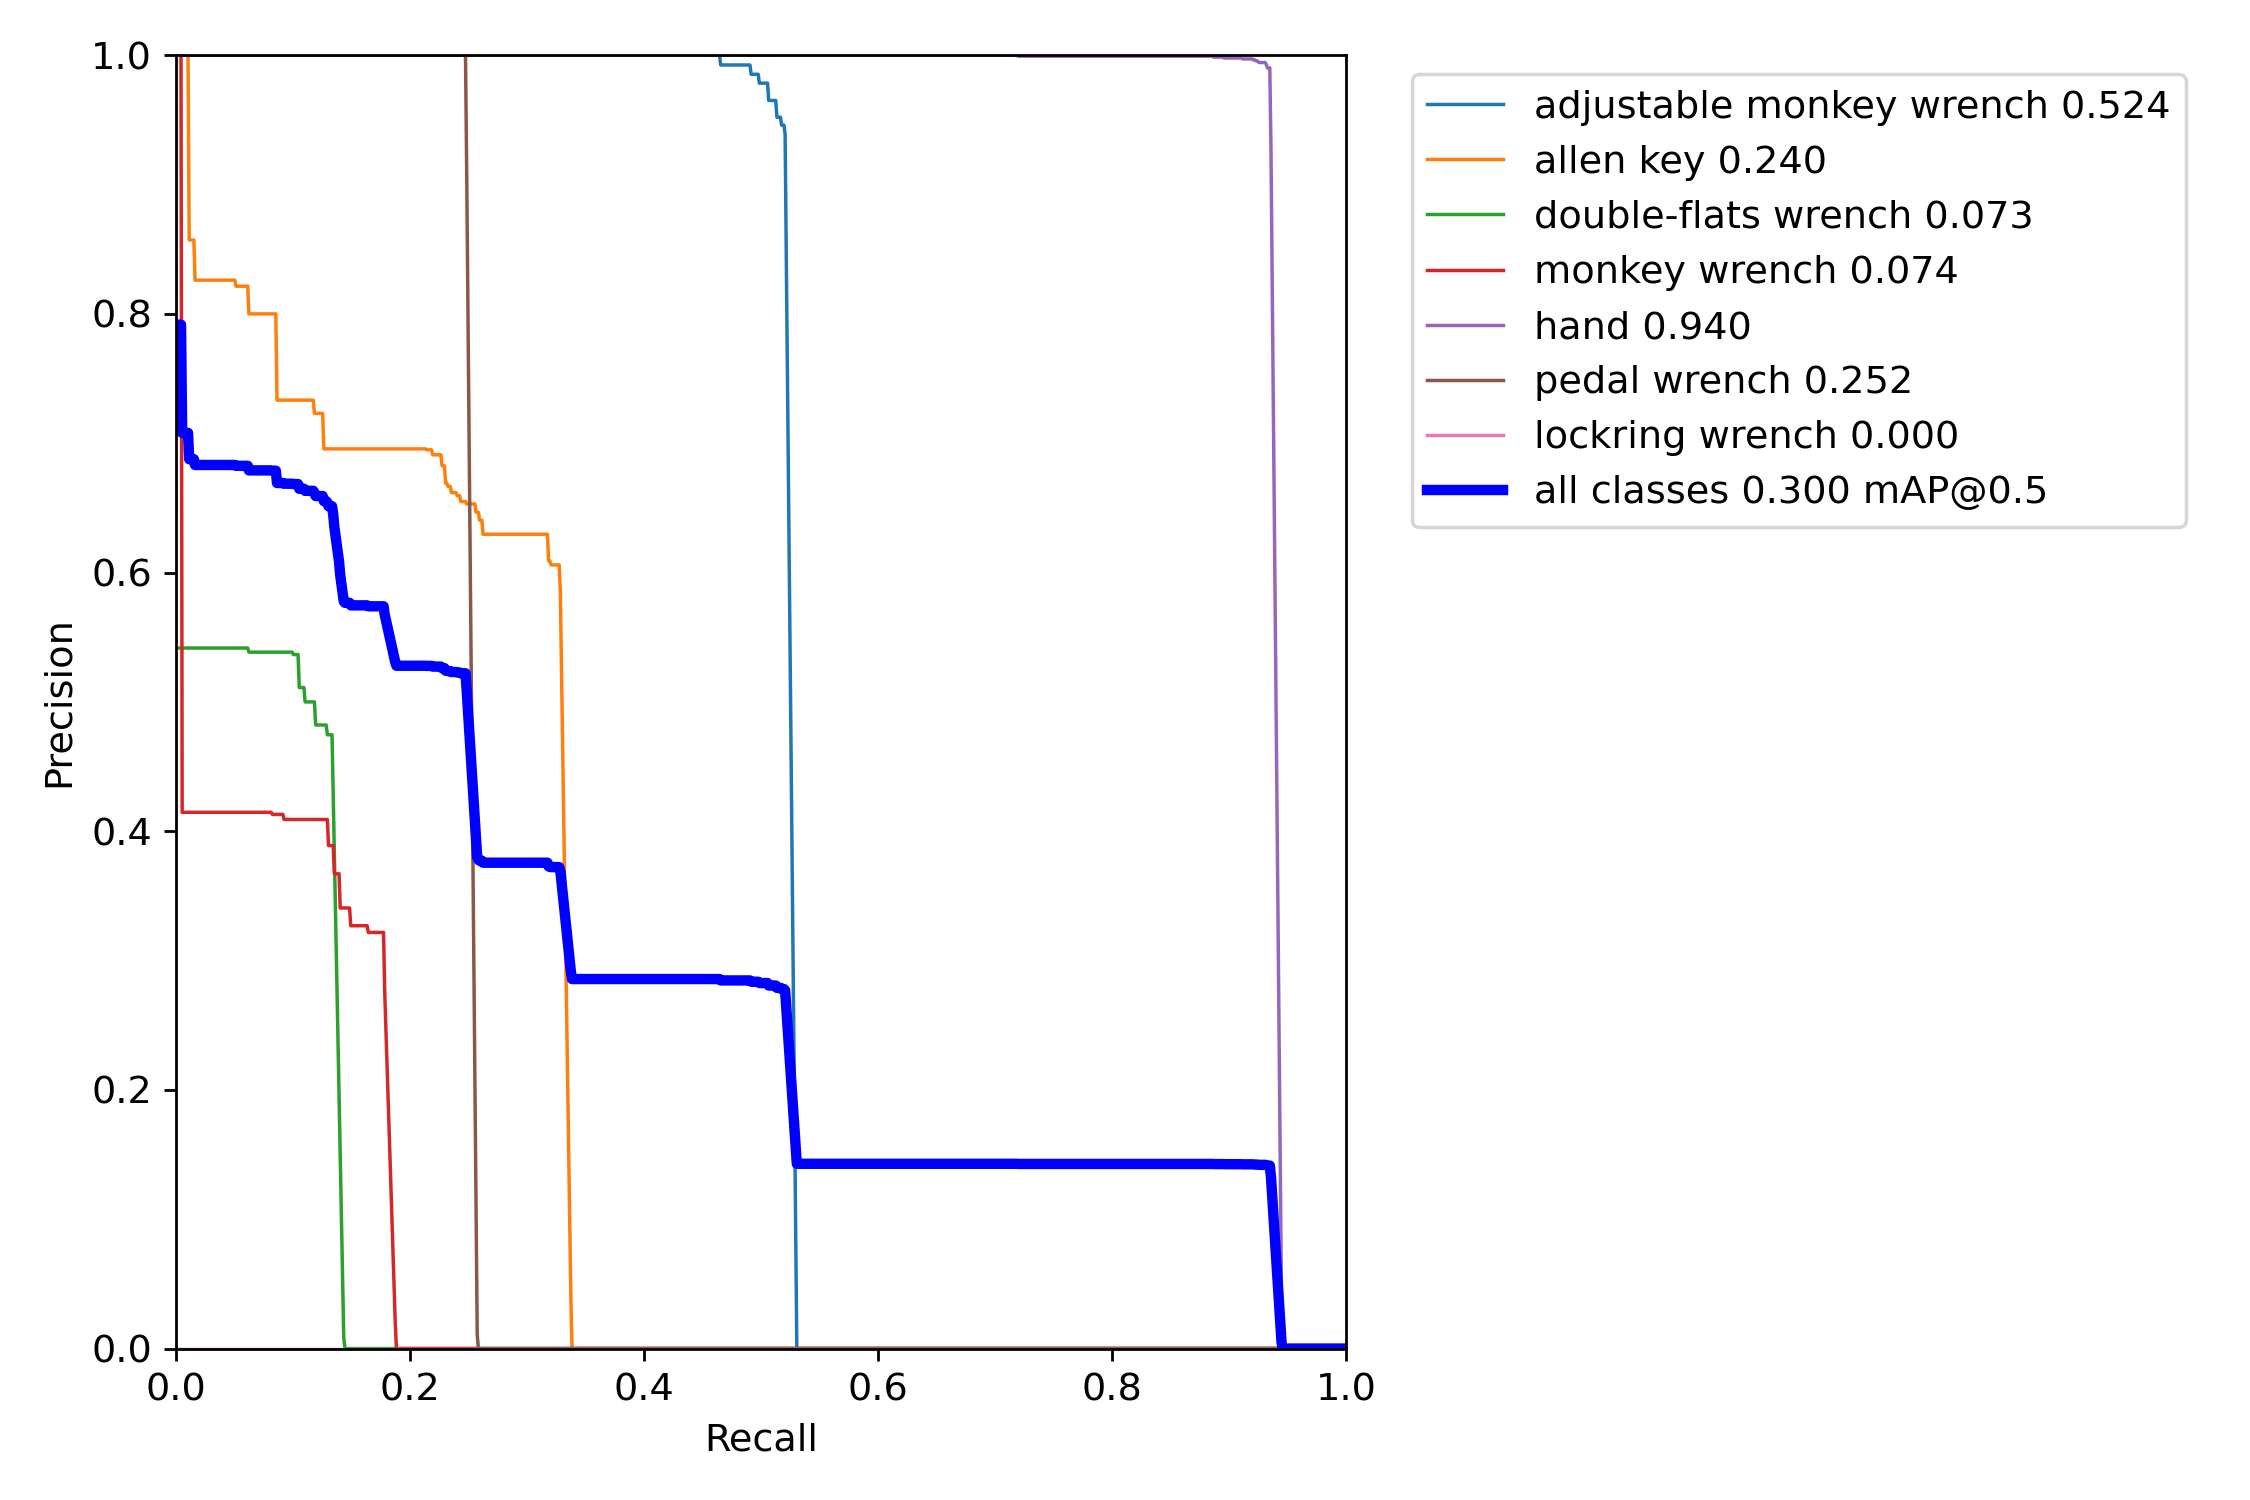 1.0
0.8
0.6
0.4
0.2
0.0
Precision
0.0 0.2 0.4 0.6 0.8 1.0
Recall
adjustable monkey wrench 0.524
allen key 0.240
double-flats wrench 0.073
monkey wrench 0.074
hand 0.940
pedal wrench 0.252
lockring wrench 0.000
all classes 0.300 mAP@0.5